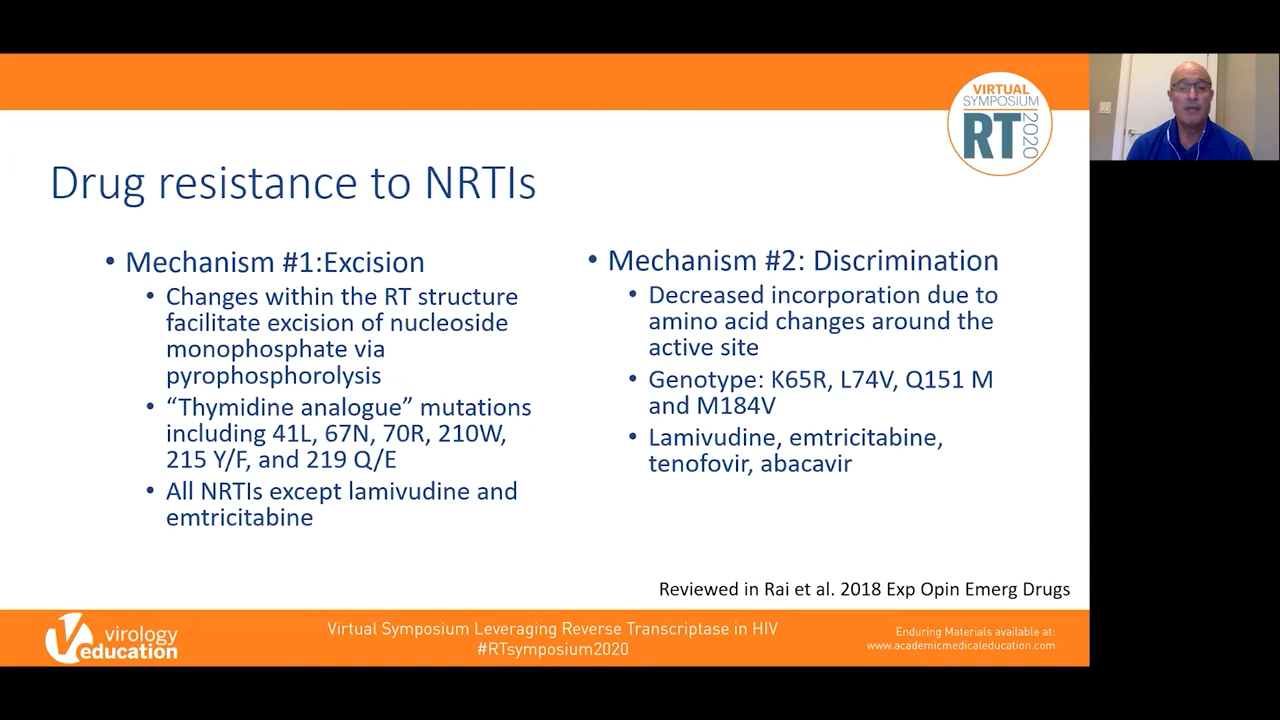 VIRTUAL
SYMPOSIUM
RT
2020
Drug resistance to NRTIs
• Mechanism #1:Excision
• Changes within the RT structure
facilitate excision of nucleoside
monophosphate via
pyrophosphorolysis
• “Thymidine analogue” mutations
including 41L, 67N, 70R, 210W,
215 Y/F, and 219 Q/E
• All NRTIs except lamivudine and
emtricitabine
• Mechanism #2: Discrimination
• Decreased incorporation due to
amino acid changes around the
active site
• Genotype: K65R, L74V, Q151 M
and M184V
• Lamivudine, emtricitabine,
tenofovir, abacavir
Reviewed in Rai et al. 2018 Exp Opin Emerg Drugs
virology
education
Virtual Symposium Leveraging Reverse Transcriptase in HIV
#RTsymposium2020
Enduring Materials available at:
www.academicmedicaleducation.com